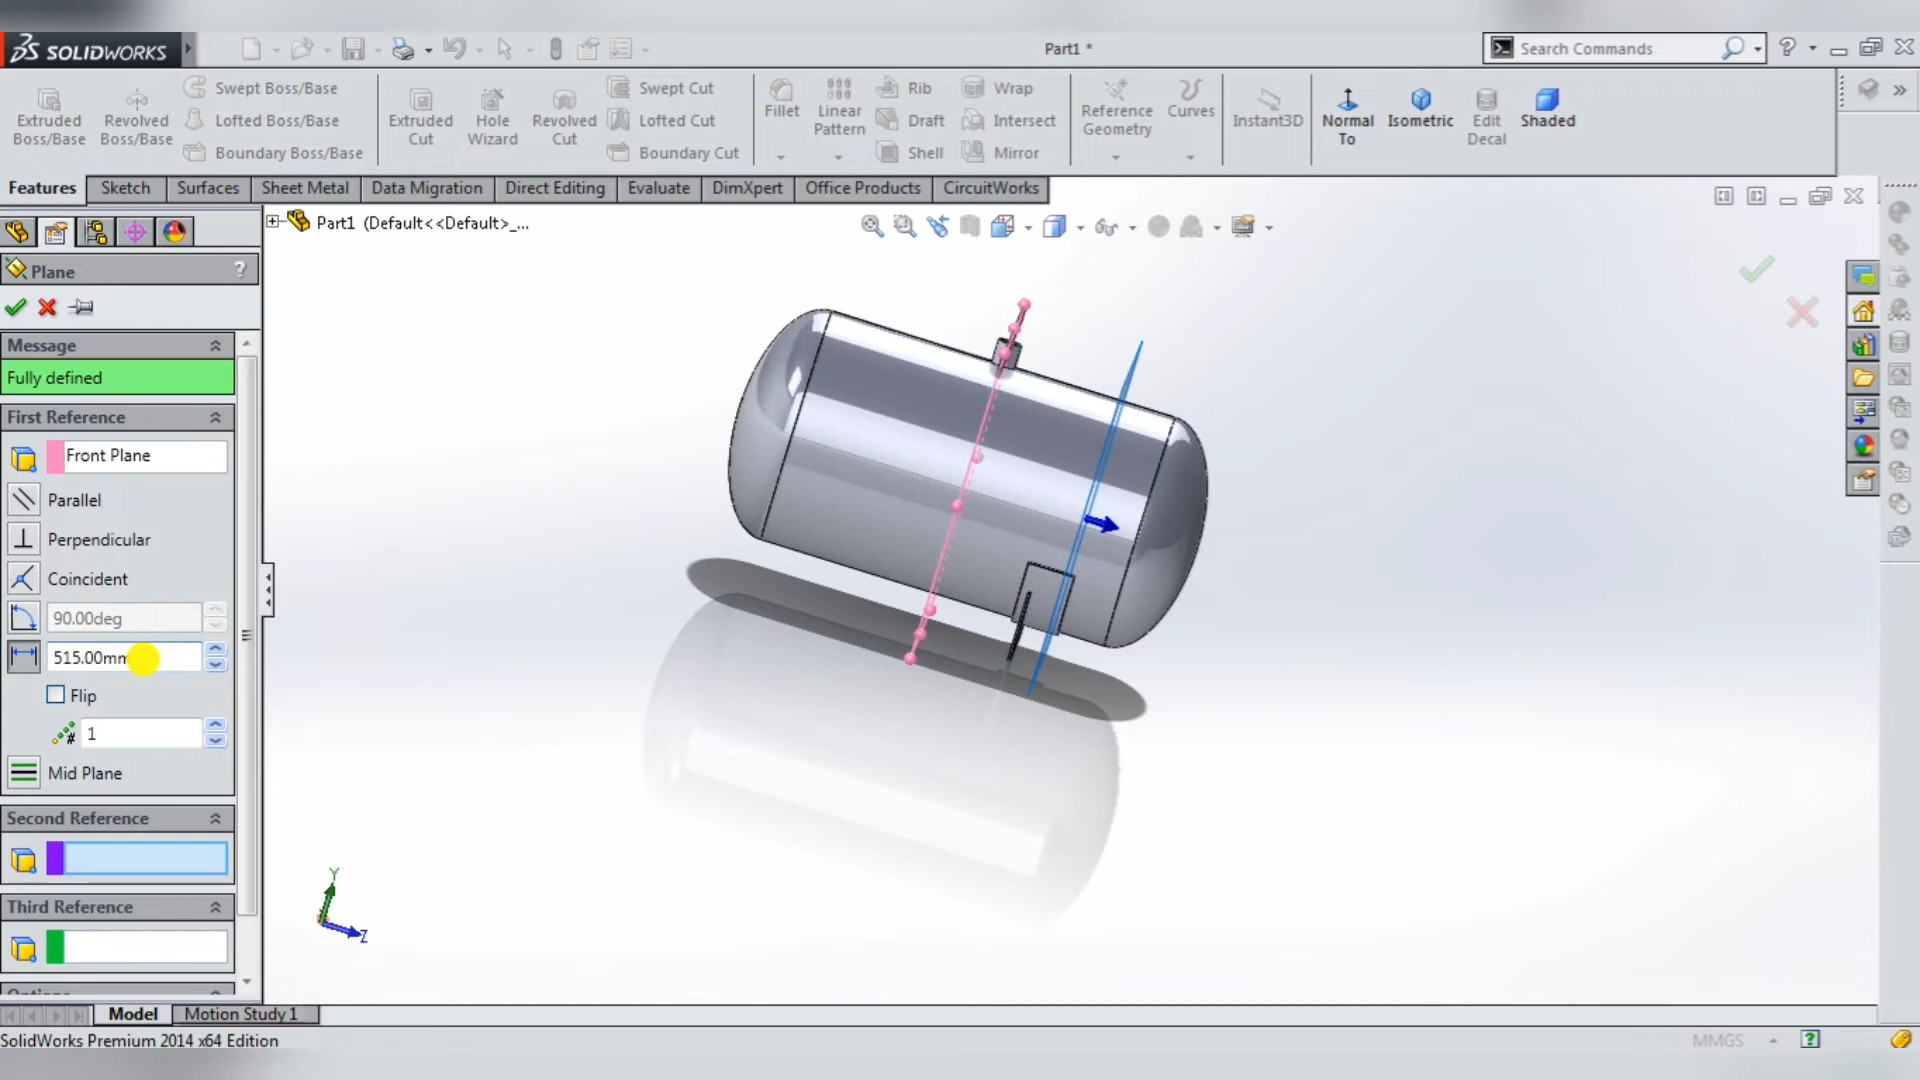 SOLIDWORKS
Part1 *
Search Commands
Extruded Boss/Base
Revolved Boss/Base
Swept Boss/Base
Lofted Boss/Base
Boundary Boss/Base
Extruded Cut
Hole Wizard
Revolved Cut
Swept Cut
Lofted Cut
Boundary Cut
Fillet
Linear Pattern
Rib
Draft
Shell
Wrap
Intersect
Mirror
Reference Geometry
Curves
Instant3D
Normal To
Isometric
Edit Decal
Shaded
Features
Sketch
Surfaces
Sheet Metal
Data Migration
Direct Editing
Evaluate
DimXpert
Office Products
CircuitWorks
Part1 (Default<<Default>_...
Plane
?
Message
Fully defined
First Reference
Front Plane
Parallel
Perpendicular
Coincident
90.00deg
515.00mm
Flip
# 1
Mid Plane
Second Reference
Third Reference
Y
Z
Model
Motion Study 1
SolidWorks Premium 2014 x64 Edition
MMGS
?